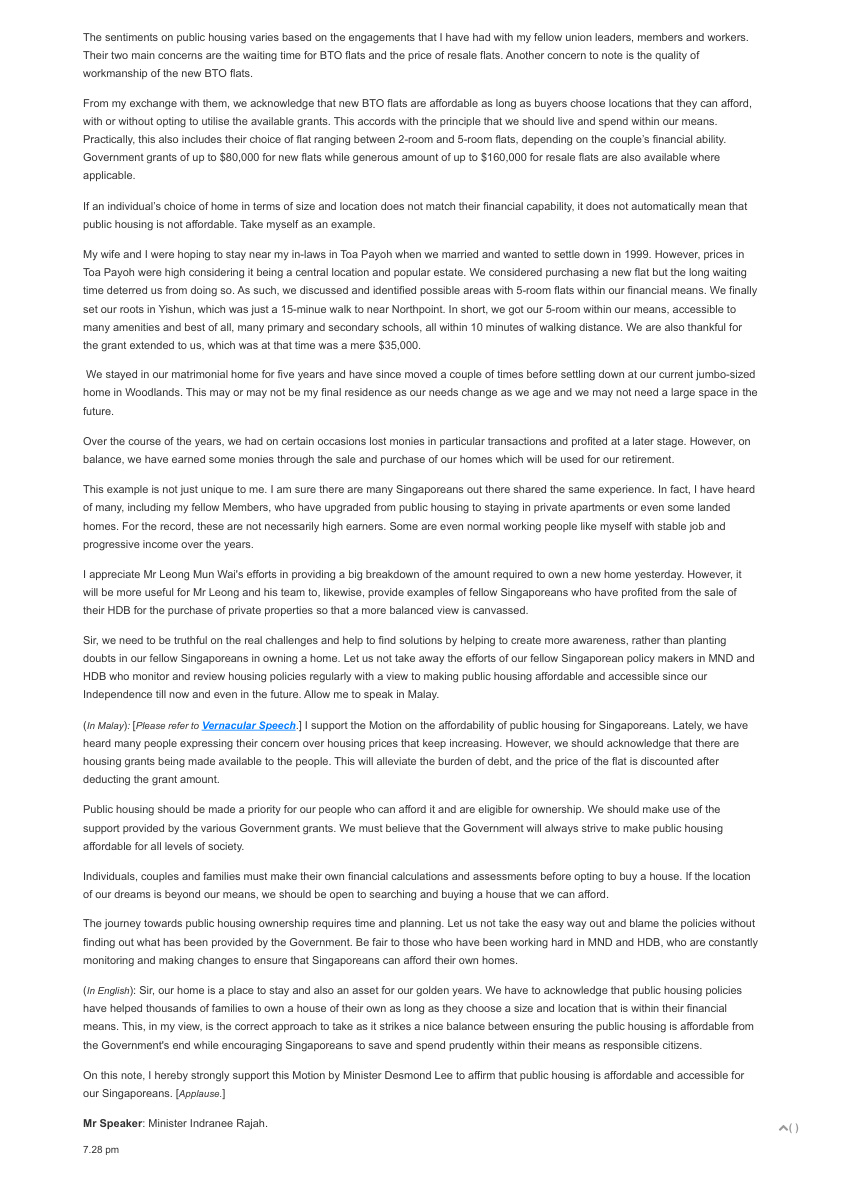 The sentiments on public housing varies based on the engagements that I have had with my fellow union leaders, members and workers.
Their two main concerns are the waiting time for BTO flats and the price of resale flats. Another concern to note is the quality of
workmanship of the new BTO flats.
From my exchange with them, we acknowledge that new BTO flats are affordable as long as buyers choose locations that they can afford,
with or without opting to utilise the available grants. This accords with the principle that we should live and spend within our means.
Practically, this also includes their choice of flat ranging between 2-room and 5-room flats, depending on the couple's financial ability.
Government grants of up to $80,000 for new flats while generous amount of up to $160,000 for resale flats are also available where
applicable.
If an individual's choice of home in terms of size and location does not match their financial capability, it does not automatically mean that
public housing is not affordable. Take myself as an example.
My wife and I were hoping to stay near my in-laws in Toa Payoh when we married and wanted to settle down in 1999. However, prices in
Toa Payoh were high considering it being a central location and popular estate. We considered purchasing a new flat but the long waiting
time deterred us from doing so. As such, we discussed and identified possible areas with 5-room flats within our financial means. We finally
set our roots in Yishun, which was just a 15-minue walk to near Northpoint. In short, we got our 5-room within our means, accessible to
many amenities and best of all, many primary and secondary schools, all within 10 minutes of walking distance. We are also thankful for
the grant extended to us, which was at that time was a mere $35,000.
We stayed in our matrimonial home for five years and have since moved a couple of times before settling down at our current jumbo-sized
home in Woodlands. This may or may not be my final residence as our needs change as we age and we may not need a large space in the
future.
Over the course of the years, we had on certain occasions lost monies in particular transactions and profited at a later stage. However, on
balance, we have earned some monies through the sale and purchase of our homes which will be used for our retirement.
This example is not just unique to me. I am sure there are many Singaporeans out there shared the same experience. In fact, I have heard
of many, including my fellow Members, who have upgraded from public housing to staying in private apartments or even some landed
homes. For the record, these are not necessarily high earners. Some are even normal working people like myself with stable job and
progressive income over the years.
I appreciate Mr Leong Mun Wai's efforts in providing a big breakdown of the amount required to own a new home yesterday. However, it
will be more useful for Mr Leong and his team to, likewise, provide examples of fellow Singaporeans who have profited from the sale of
their HDB for the purchase of private properties so that a more balanced view is canvassed.
Sir, we need to be truthful on the real challenges and help to find solutions by helping to create more awareness, rather than planting
doubts in our fellow Singaporeans in owning a home. Let us not take away the efforts of our fellow Singaporean policy makers in MND and
HDB who monitor and review housing policies regularly with a view to making public housing affordable and accessible since our
Independence till now and even in the future. Allow me to speak in Malay.
(In Malay): [Please refer to Vernacular Speech.] I support the Motion on the affordability of public housing for Singaporeans. Lately, we have
heard many people expressing their concern over housing prices that keep increasing. However, we should acknowledge that there are
housing grants being made available to the people. This will alleviate the burden of debt, and the price of the flat is discounted after
deducting the grant amount.
Public housing should be made a priority for our people who can afford it and are eligible for ownership. We should make use of the
support provided by the various Government grants. We must believe that the Government will always strive to make public housing
affordable for all levels of society.
Individuals, couples and families must make their own financial calculations and assessments before opting to buy a house. If the location
of our dreams is beyond our means, we should be open to searching and buying a house that we can afford.
The journey towards public housing ownership requires time and planning. Let us not take the easy way out and blame the policies without
finding out what has been provided by the Government. Be fair to those who have been working hard in MND and HDB, who are constantly
monitoring and making changes to ensure that Singaporeans can afford their own homes.
(In English): Sir, our home is a place to stay and also an asset for our golden years. We have to acknowledge that public housing policies
have helped thousands of families to own a house of their own as long as they choose a size and location that is within their financial
means. This, in my view, is the correct approach to take as it strikes a nice balance between ensuring the public housing is affordable from
the Government's end while encouraging Singaporeans to save and spend prudently within their means as responsible citizens.
On this note, I hereby strongly support this Motion by Minister Desmond Lee to affirm that public housing is affordable and accessible for
our Singaporeans. [Applause.]
Mr Speaker: Minister Indranee Rajah.
( )
7.28 pm